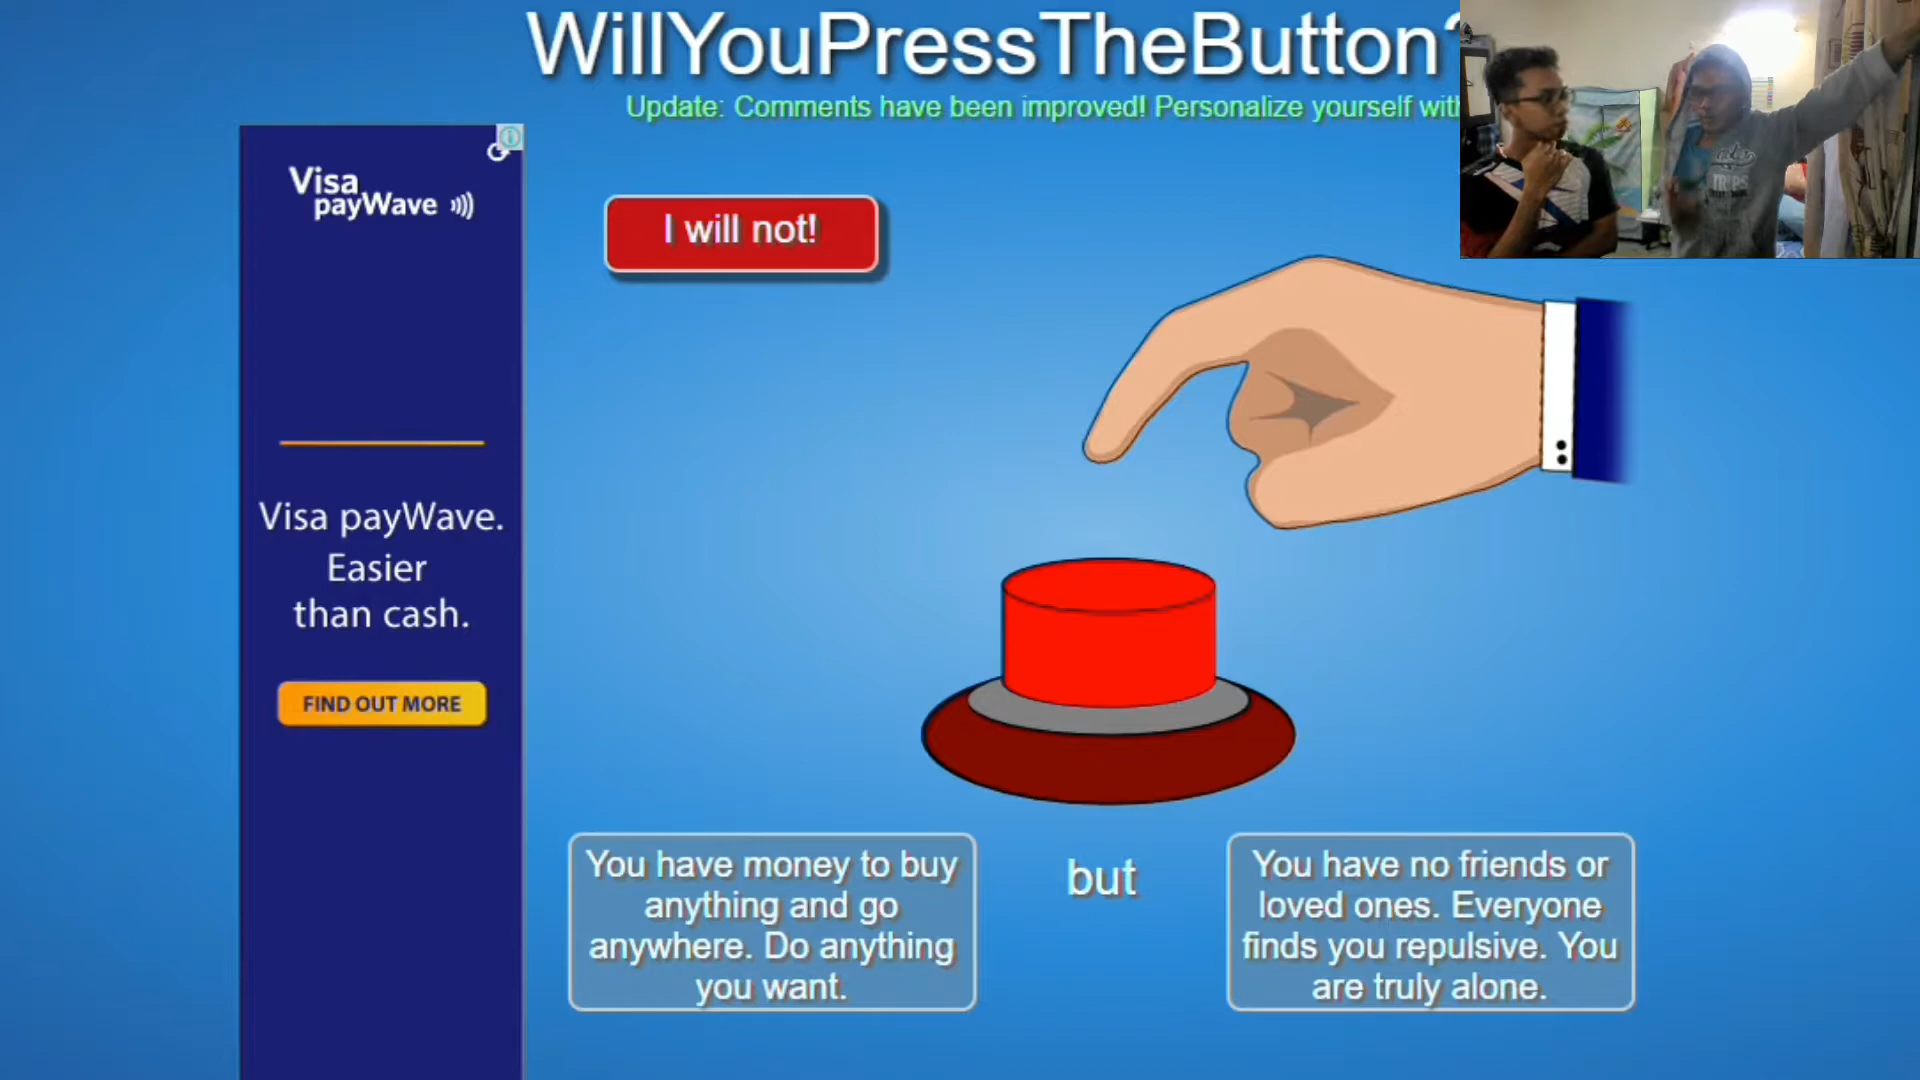 WillYouPressTheButton?
Update: Comments have been improved! Personalize yourself with
Visa
payWave
I will not!
Visa payWave.
Easier
than cash.
FIND OUT MORE
You have money to buy
anything and go
anywhere. Do anything
you want.
but
You have no friends or
loved ones. Everyone
finds you repulsive. You
are truly alone.
TRIPS